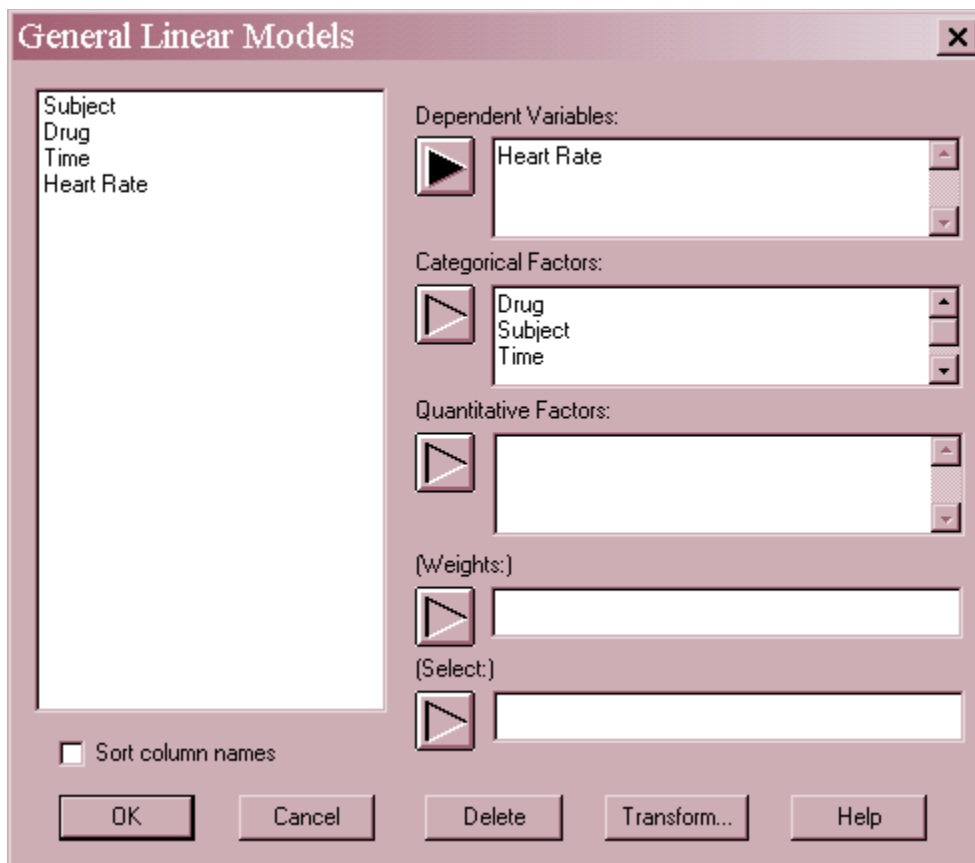 General Linear Models
Subject
Drug
Time
Heart Rate
Dependent Variables:
Heart Rate
Categorical Factors:
Drug
Subject
Time
Quantitative Factors:
(Weights:)
(Select:)
Sort column names
OK
Cancel
Delete
Transform...
Help